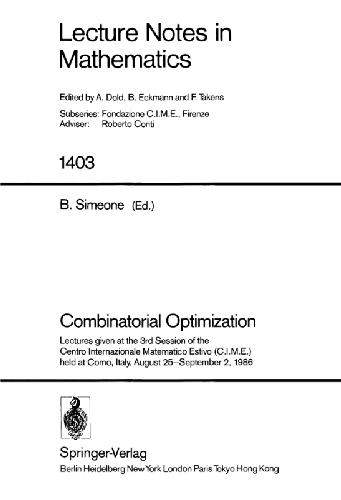 Lecture Notes in
Mathematics
Edited by A. Dold, B. Eckmann and F. Takens
Subseries: Fondazione C.I.M.E., Firenze
Adviser: Roberto Conti
1403
B. Simeone (Ed.)
Combinatorial Optimization
Lectures given at the 3rd Session of the
Centro Internazionale Matematico Estivo (C.I.M.E.)
held at Como, Italy, August 25–September 2, 1986
Springer-Verlag
Berlin Heidelberg New York London Paris Tokyo Hong Kong